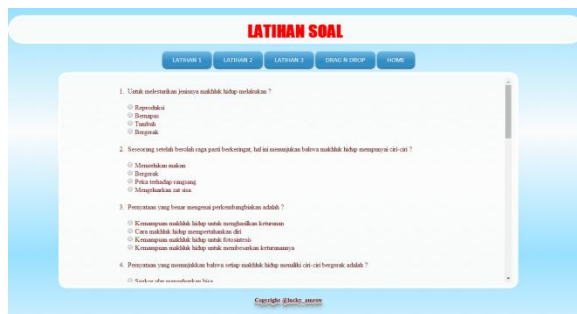 LATIHAN SOAL
LATIHAN 1 LATIHAN 2 LATIHAN 3 DRAG N DROP HOME
1. Untuk melestarikan jenisnya makhluk hidup melakukan ?
Reproduksi
Bernapas
Tumbuh
Bergerak
2. Seseorang setelah berolah raga pasti berkeringat, hal ini menunjukan bahwa makhluk hidup mempunyai ciri-ciri ?
Memerlukan makan
Bergerak
Peka terhadap rangsang
Mengeluarkan zat sisa
3. Pernyataan yang benar mengenai perkembangbiakan adalah ?
Kemampuan makhluk hidup untuk menghasilkan keturunan
Cara makhluk hidup mempertahankan diri
Kemampuan makhluk hidup untuk fotosintesis
Kemampuan makhluk hidup untuk membesarkan keturunannya
4. Pernyataan yang menunjukkan bahwa setiap makhluk hidup memiliki ciri-ciri bergerak adalah ?
Copyright